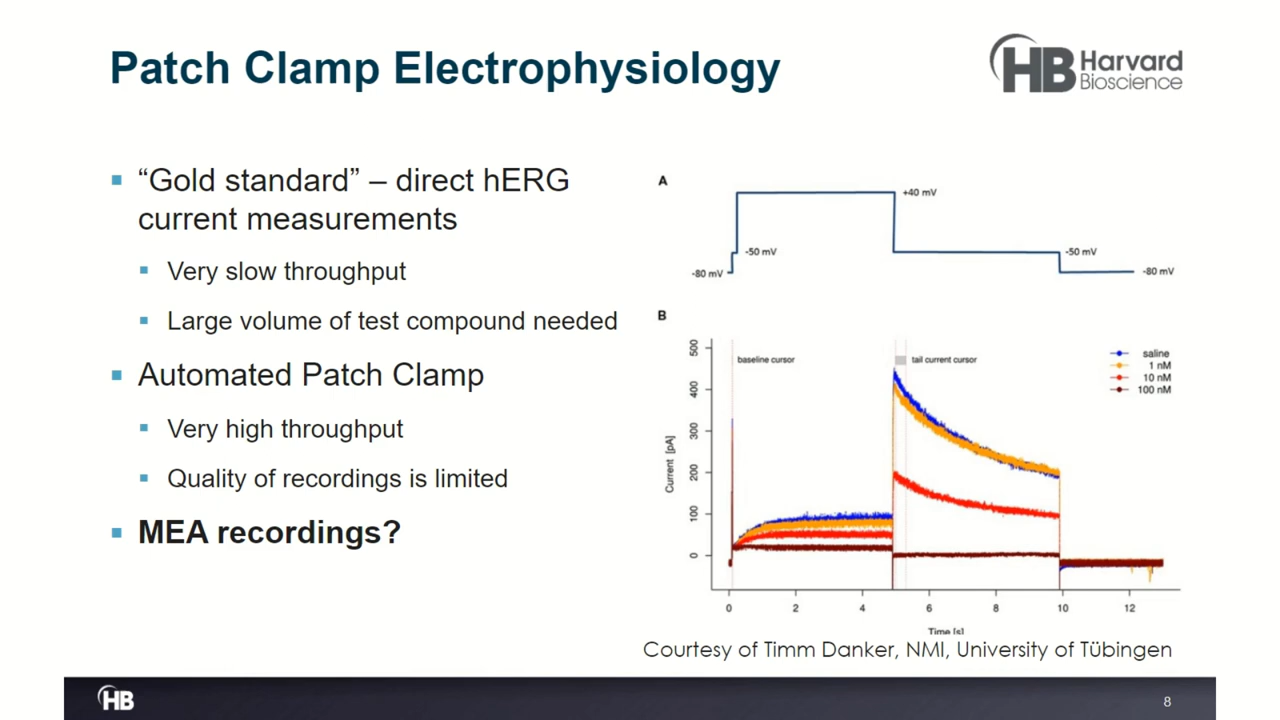 Patch Clamp Electrophysiology
HB Harvard
Bioscience
“Gold standard” – direct hERG
current measurements
Very slow throughput
Large volume of test compound needed
Automated Patch Clamp
Very high throughput
Quality of recordings is limited
MEA recordings?
A
+40 mV
-50 mV
-50 mV
-80 mV
-80 mV
B
baseline cursor
tail current cursor
saline
1 nM
10 nM
100 nM
500
400
300
200
100
0
Current [pA]
0 2 4 6 8 10 12
Time [s]
Courtesy of Timm Danker, NMI, University of Tübingen
HB
8